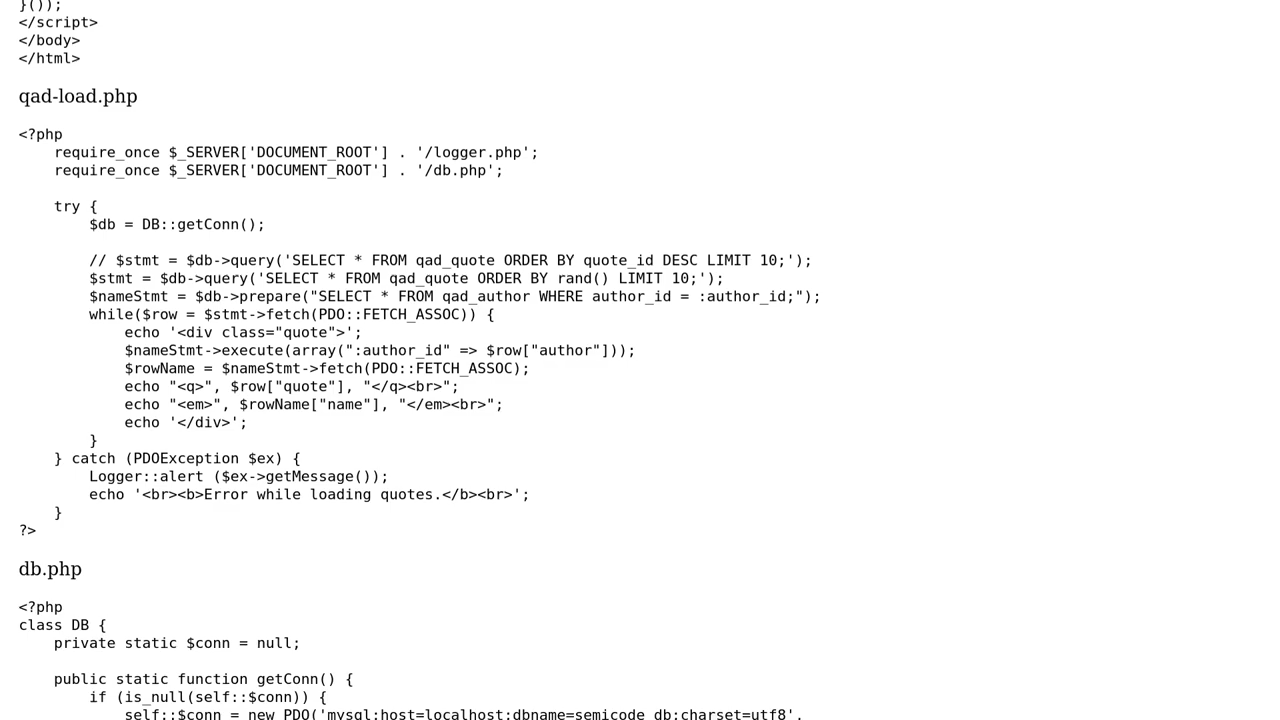 }());
</script>
</body>
</html>
qad-load.php
<?php
    require_once $_SERVER['DOCUMENT_ROOT'] . '/logger.php';
    require_once $_SERVER['DOCUMENT_ROOT'] . '/db.php';

    try {
        $db = DB::getConn();

        // $stmt = $db->query('SELECT * FROM qad_quote ORDER BY quote_id DESC LIMIT 10;');
        $stmt = $db->query('SELECT * FROM qad_quote ORDER BY rand() LIMIT 10;');
        $nameStmt = $db->prepare("SELECT * FROM qad_author WHERE author_id = :author_id;");
        while($row = $stmt->fetch(PDO::FETCH_ASSOC)) {
            echo '<div class="quote">';
            $nameStmt->execute(array(":author_id" => $row["author"]));
            $rowName = $nameStmt->fetch(PDO::FETCH_ASSOC);
            echo "<q>", $row["quote"], "</q><br>";
            echo "<em>", $rowName["name"], "</em><br>";
            echo '</div>';
        }
    } catch (PDOException $ex) {
        Logger::alert ($ex->getMessage());
        echo '<br><b>Error while loading quotes.</b><br>';
    }
?>
db.php
<?php
class DB {
    private static $conn = null;

    public static function getConn() {
        if (is_null(self::$conn)) {
            self::$conn = new PDO('mysql:host=localhost;dbname=semicode_db;charset=utf8',